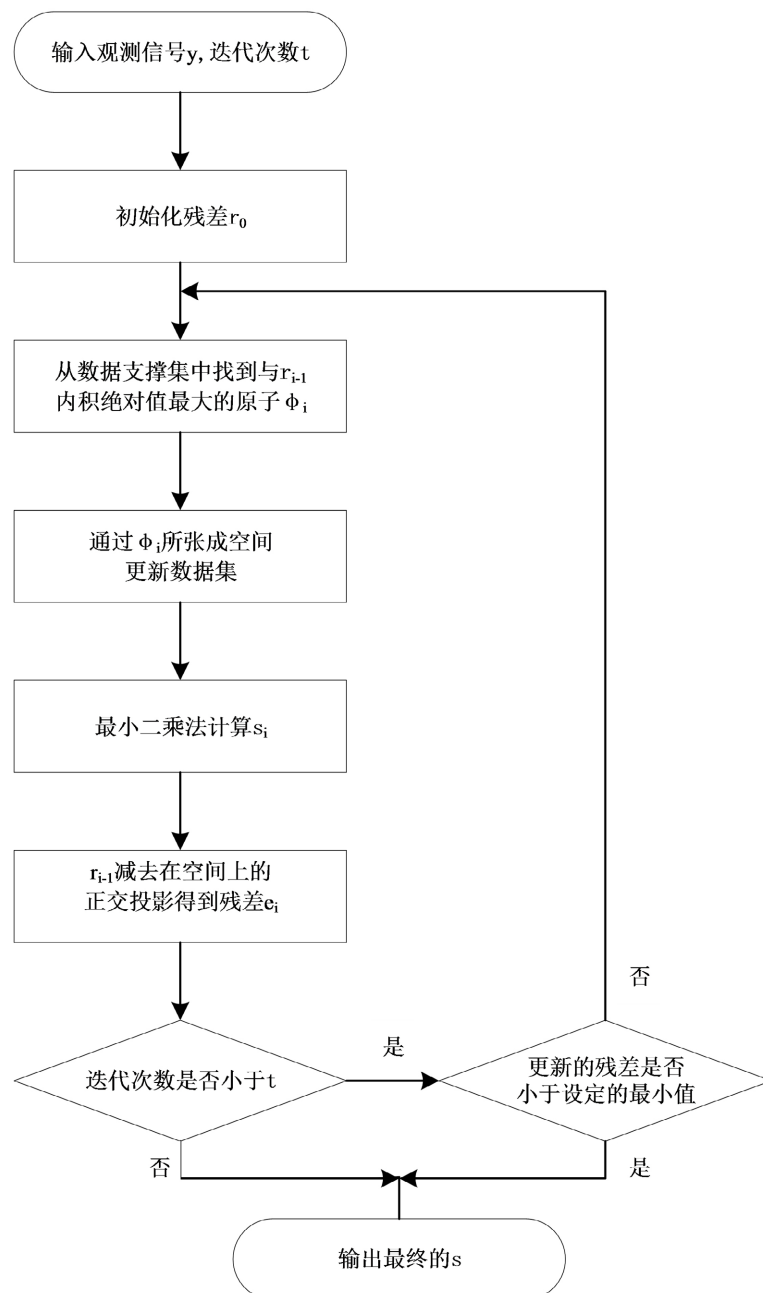 输入观测信号y,迭代次数t
初始化残差r₀
从数据支撑集中找到与rᵢ₋₁
内积绝对值最大的原子ϕᵢ
通过ϕᵢ所张成空间
更新数据集
最小二乘法计算sᵢ
rᵢ₋₁减去在空间上的
正文投影得到残差eᵢ
否
是
迭代次数是否小于t
更新的残差是否
小于设定的最小值
否
是
输出最终的s